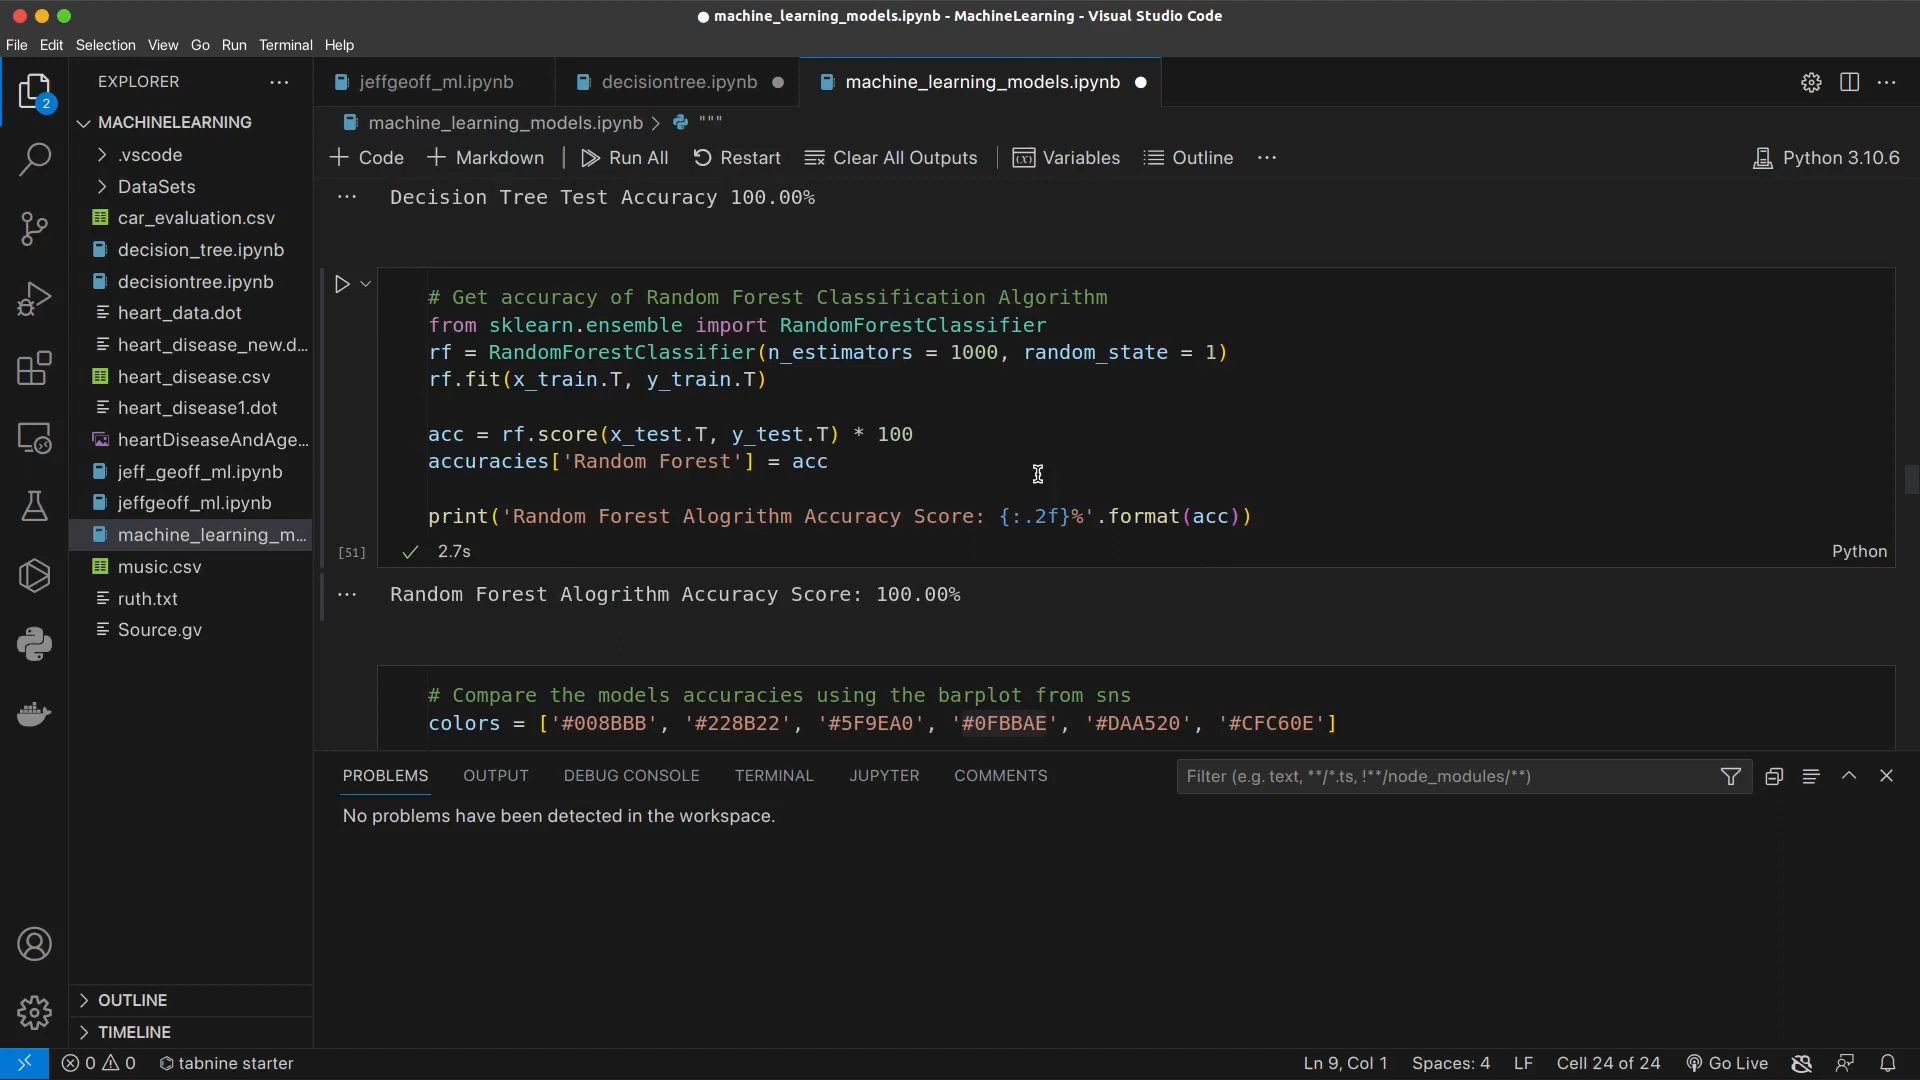 machine_learning_models.ipynb - MachineLearning - Visual Studio Code
File Edit Selection View Go Run Terminal Help
EXPLORER
2
MACHINELEARNING
.vscode
DataSets
car_evaluation.csv
decision_tree.ipynb
decisiontree.ipynb
heart_data.dot
heart_disease_new.d...
heart_disease.csv
heart_disease1.dot
heartDiseaseAndAge...
jeff_geoff_ml.ipynb
jeffgeoff_ml.ipynb
machine_learning_m...
music.csv
ruth.txt
Source.gv
OUTLINE
TIMELINE
jeffgeoff_ml.ipynb decisiontree.ipynb machine_learning_models.ipynb
machine_learning_models.ipynb > """
Code Markdown Run All Restart Clear All Outputs Variables Outline ... Python 3.10.6
Decision Tree Test Accuracy 100.00%
# Get accuracy of Random Forest Classification Algorithm
from sklearn.ensemble import RandomForestClassifier
rf = RandomForestClassifier(n_estimators = 1000, random_state = 1)
rf.fit(x_train.T, y_train.T)
acc = rf.score(x_test.T, y_test.T) * 100
accuracies['Random Forest'] = acc
print('Random Forest Alogrithm Accuracy Score: {:.2f}%'.format(acc))
[51] 2.7s Python
Random Forest Alogrithm Accuracy Score: 100.00%
# Compare the models accuracies using the barplot from sns
colors = ['#008BBB', '#228B22', '#5F9EA0', '#0FBBAE', '#DAA520', '#CFC60E']
PROBLEMS OUTPUT DEBUG CONSOLE TERMINAL JUPYTER COMMENTS Filter (e.g. text, **/*.ts, !**/node_modules/**)
No problems have been detected in the workspace.
0 0 tabnine starter Ln 9, Col 1 Spaces: 4 LF Cell 24 of 24 Go Live